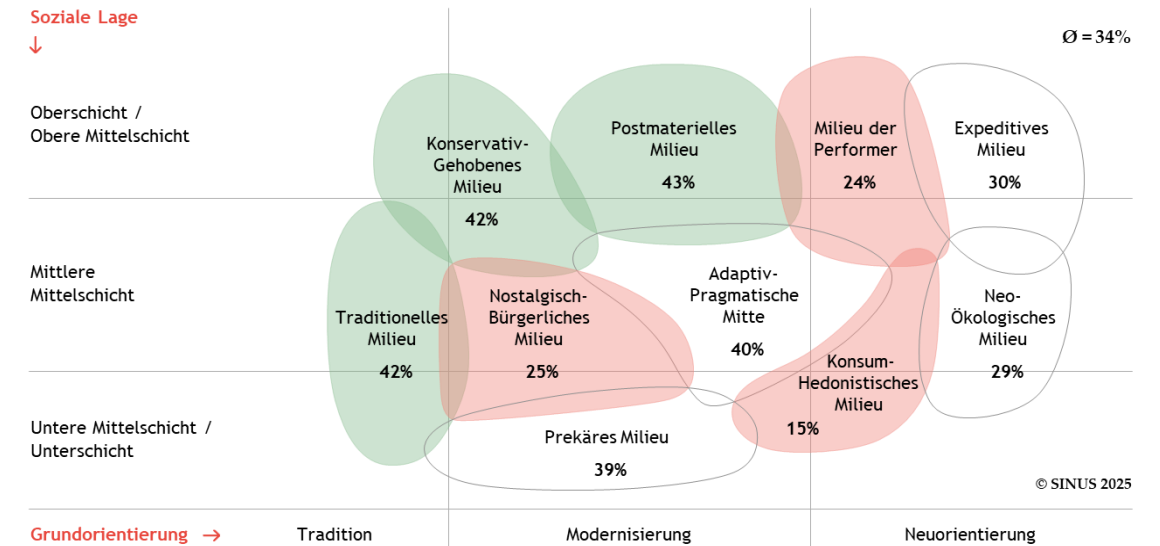 Soziale Lage
↓
Ø = 34%
Oberschicht /
Obere Mittelschicht
Konservativ-
Gehobenes
Milieu
42%
Postmaterielles
Milieu
43%
Milieu der
Performer
24%
Expeditives
Milieu
30%
Mittlere
Mittelschicht
Traditionelles
Milieu
42%
Nostalgisch-
Bürgerliches
Milieu
25%
Adaptiv-
Pragmatische
Mitte
40%
Konsum-
Hedonistisches
Milieu
15%
Neo-
Ökologisches
Milieu
29%
Untere Mittelschicht /
Unterschicht
Prekäres Milieu
39%
© SINUS 2025
Grundorientierung →
Tradition
Modernisierung
Neuorientierung